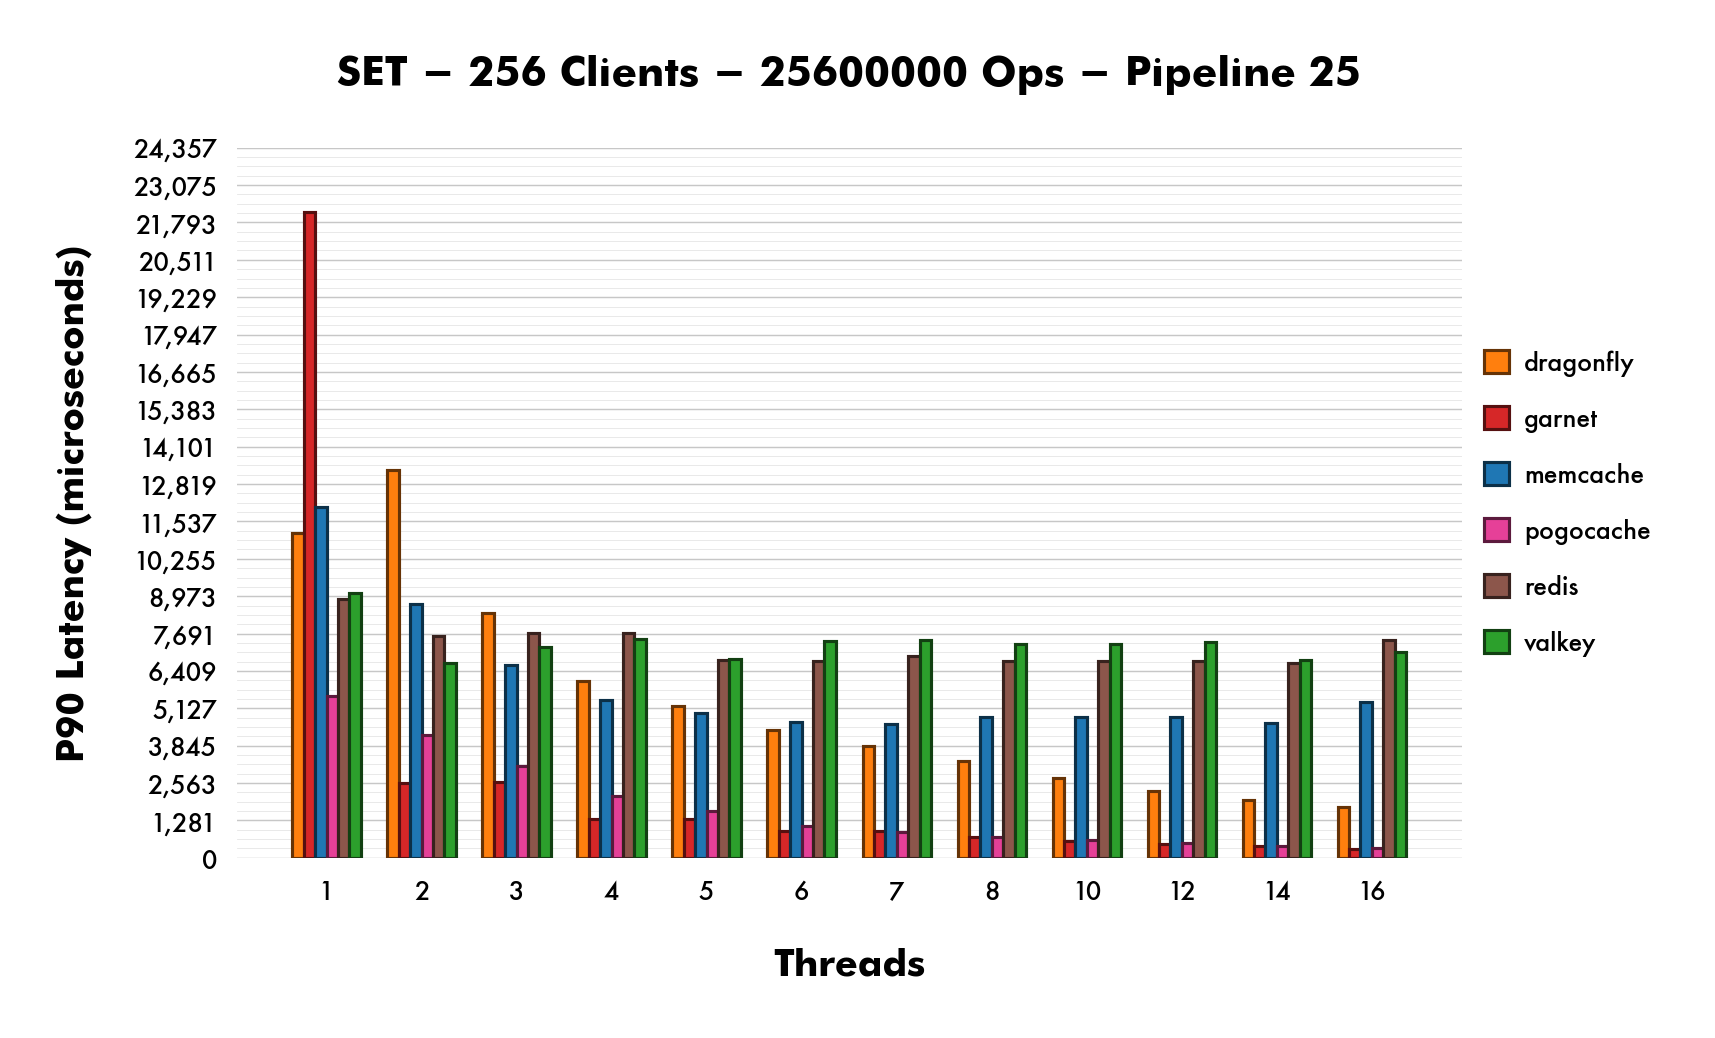 SET – 256 Clients – 25600000 Ops – Pipeline 25
P90 Latency (microseconds)
24,357
23,075
21,793
20,511
19,229
17,947
16,665
15,383
14,101
12,819
11,537
10,255
8,973
7,691
6,409
5,127
3,845
2,563
1,281
0
1 2 3 4 5 6 7 8 10 12 14 16
Threads
dragonfly
garnet
memcache
pogocache
redis
valkey